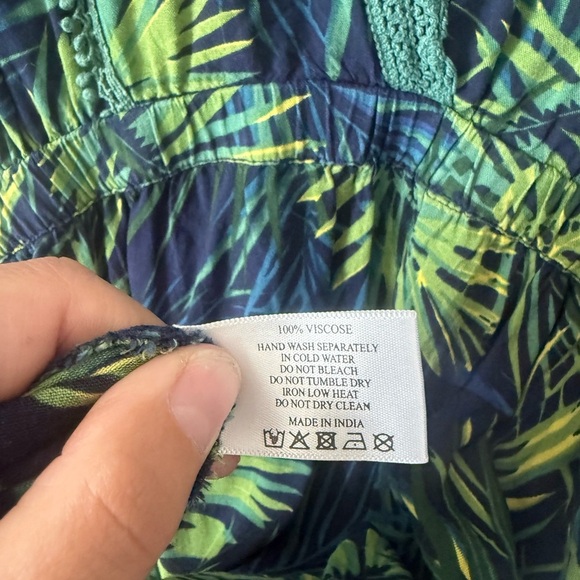 100% VISCOSE
HAND WASH SEPARATELY
IN COLD WATER
DO NOT BLEACH
DO NOT TUMBLE DRY
IRON LOW HEAT
DO NOT DRY CLEAN
MADE IN INDIA